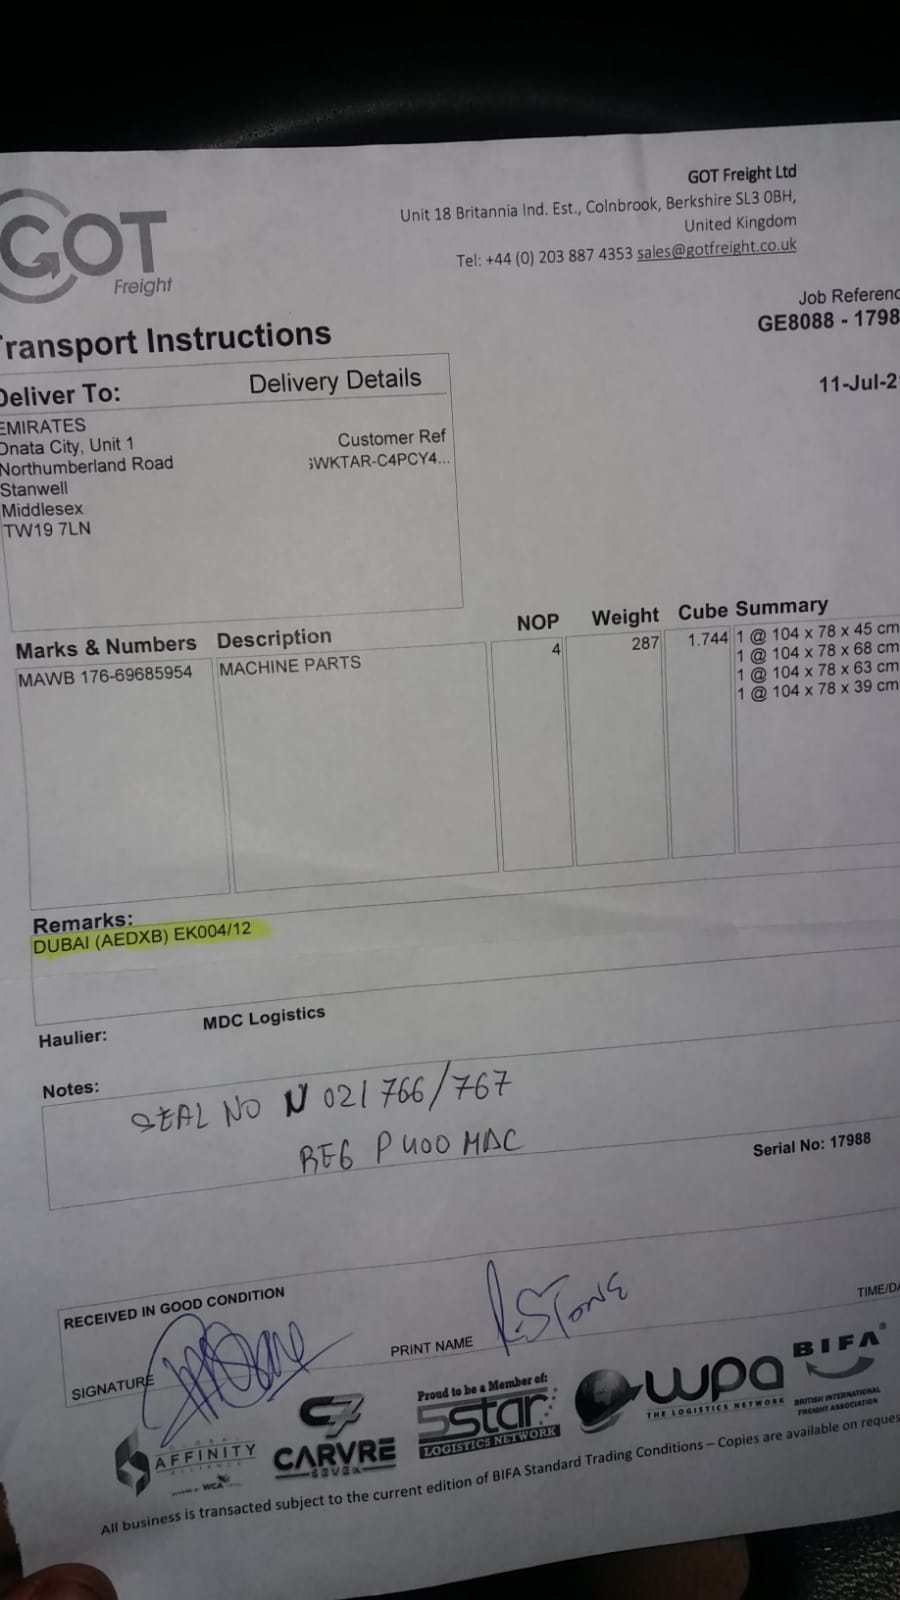 GOT
Freight
GOT Freight Ltd
Unit 18 Britannia Ind. Est., Colnbrook, Berkshire SL3 0BH,
United Kingdom
Tel: +44 (0) 203 887 4353 sales@gotfreight.co.uk
Job Referenc
GE8088 - 1798
Transport Instructions
11-Jul-2
Deliver To: Delivery Details
EMIRATES
Dnata City, Unit 1
Northumberland Road
Stanwell
Middlesex
TW19 7LN
Customer Ref
WKTAR-C4PCY4...
Marks & Numbers Description NOP Weight Cube Summary
MAWB 176-69685954 MACHINE PARTS 4 287 1.744 1 @ 104 x 78 x 45 cm
1 @ 104 x 78 x 68 cm
1 @ 104 x 78 x 63 cm
1 @ 104 x 78 x 39 cm
Remarks:
DUBAI (AEDXB) EK004/12
Haulier: MDC Logistics
Notes:
SEAL NO N 021766/767
REG P400 MDC
Serial No: 17988
RECEIVED IN GOOD CONDITION
SIGNATURE
PRINT NAME R.STONE
TIME/DA
GLOBAL
AFFINITY
ALLIANCE
WCA
C7
CARVRE
SEVEN
Proud to be a Member of:
5star
LOGISTICS NETWORK
wpa
THE LOGISTICS NETWORK
BIFA®
BRITISH INTERNATIONAL
FREIGHT ASSOCIATION
All business is transacted subject to the current edition of BIFA Standard Trading Conditions – Copies are available on reques